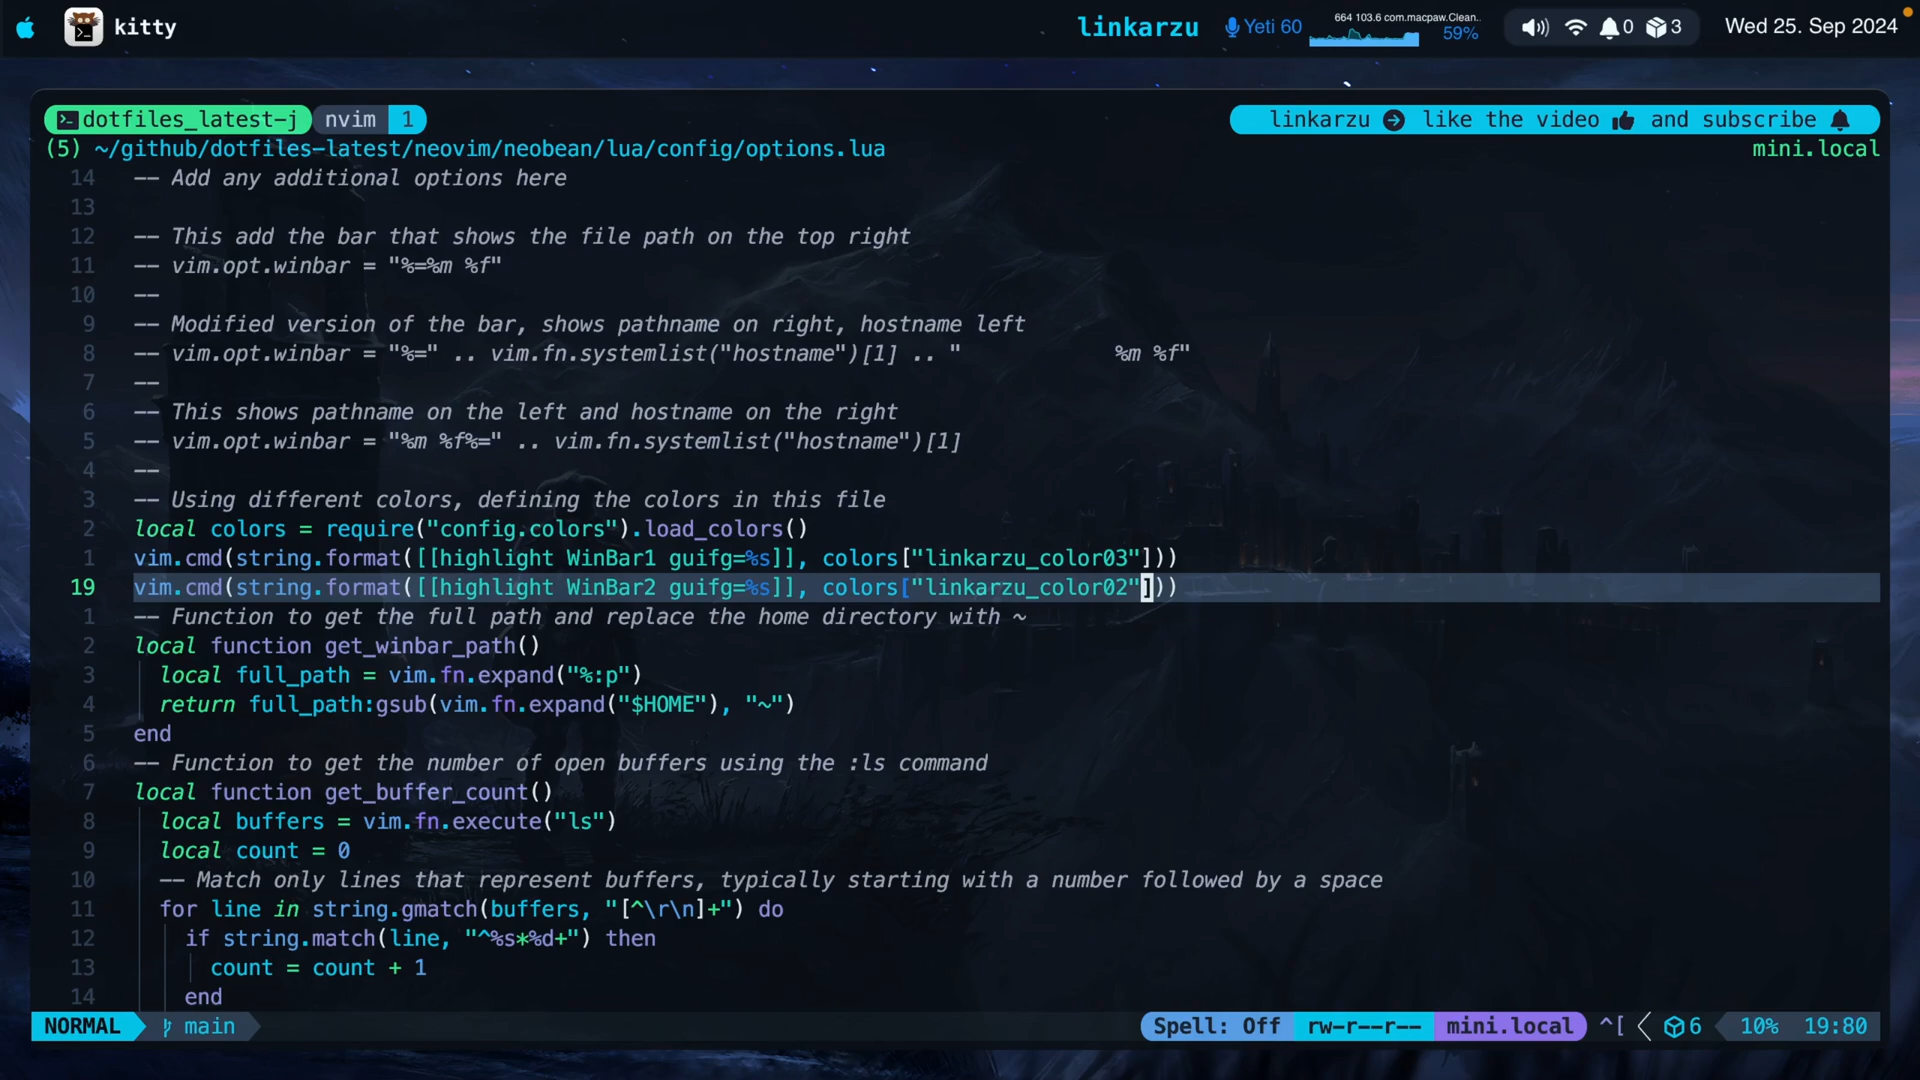 kitty
linkarzu Yeti 60 664 103.6 com.macpaw.Clean.. 59% 0 3 Wed 25. Sep 2024
dotfiles_latest-j nvim 1 linkarzu like the video and subscribe
(5) ~/github/dotfiles-latest/neovim/neobean/lua/config/options.lua mini.local
14 -- Add any additional options here
13
12 -- This add the bar that shows the file path on the top right
11 -- vim.opt.winbar = "%=%m %f"
10 --
9 -- Modified version of the bar, shows pathname on right, hostname left
8 -- vim.opt.winbar = "%=" .. vim.fn.systemlist("hostname")[1] .. "            %m %f"
7 --
6 -- This shows pathname on the left and hostname on the right
5 -- vim.opt.winbar = "%m %f%=" .. vim.fn.systemlist("hostname")[1]
4 --
3 -- Using different colors, defining the colors in this file
2 local colors = require("config.colors").load_colors()
1 vim.cmd(string.format([[highlight WinBar1 guifg=%s]], colors["linkarzu_color03"]))
19 vim.cmd(string.format([[highlight WinBar2 guifg=%s]], colors["linkarzu_color02"]))
1 -- Function to get the full path and replace the home directory with ~
2 local function get_winbar_path()
3 local full_path = vim.fn.expand("%:p")
4 return full_path:gsub(vim.fn.expand("$HOME"), "~")
5 end
6 -- Function to get the number of open buffers using the :ls command
7 local function get_buffer_count()
8 local buffers = vim.fn.execute("ls")
9 local count = 0
10 -- Match only lines that represent buffers, typically starting with a number followed by a space
11 for line in string.gmatch(buffers, "[^\r\n]+") do
12 if string.match(line, "^%s*%d+") then
13 count = count + 1
14 end
NORMAL main Spell: Off rw-r--r-- mini.local ^[ 6 10% 19:80